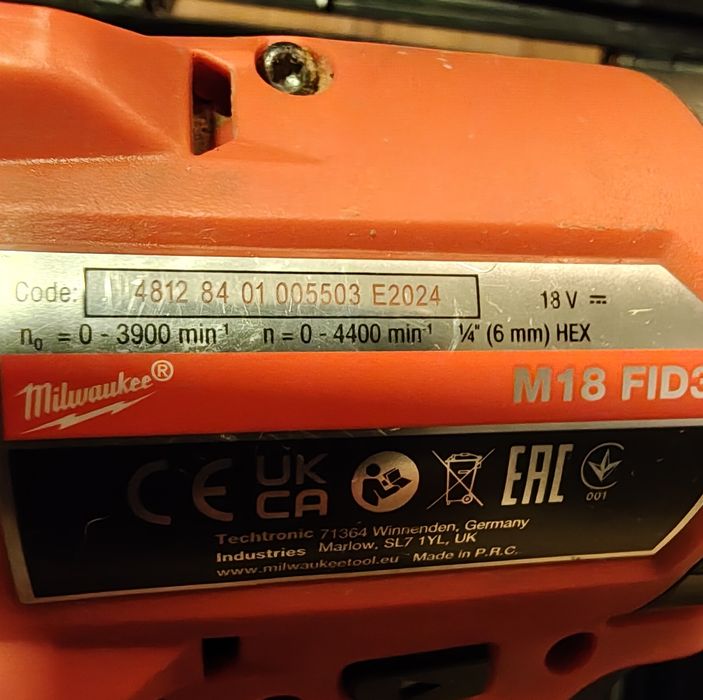 Code: 4812 84 01 005503 E2024 18 V ⎓
n₀ = 0 - 3900 min⁻¹ n = 0 - 4400 min⁻¹ ¼" (6 mm) HEX
Milwaukee® M18 FID3
CE UK CA EAC
001
Techtronic 71364 Winnenden, Germany
Industries Marlow, SL7 1YL, UK
www.milwaukeetool.eu Made in P.R.C.